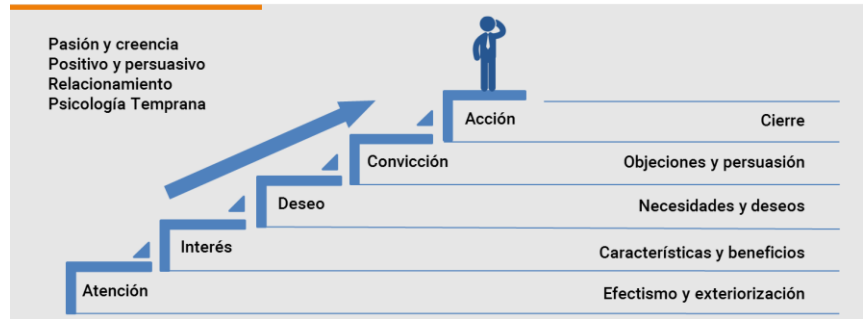 Pasión y creencia
Positivo y persuasivo
Relacionamiento
Psicología Temprana
Acción
Cierre
Convicción
Objeciones y persuasión
Deseo
Necesidades y deseos
Interés
Características y beneficios
Atención
Efectismo y exteriorización